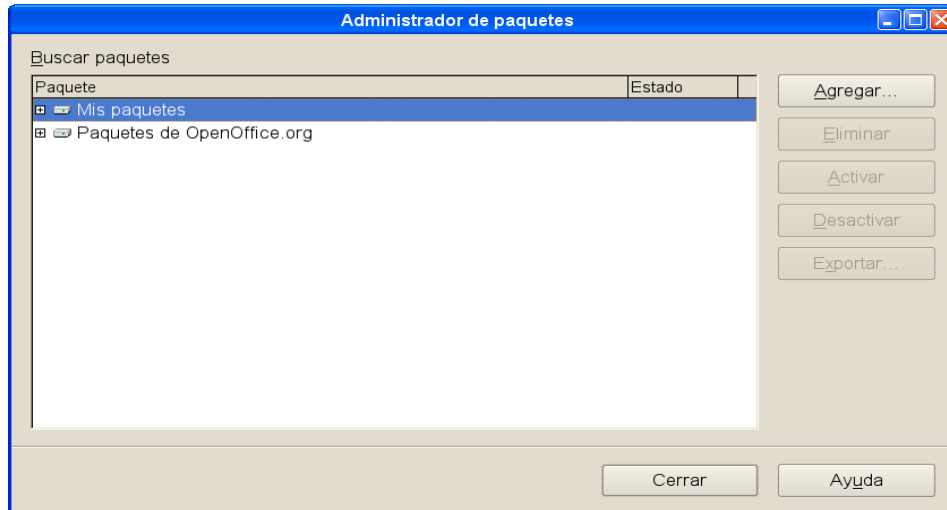 Administrador de paquetes
Buscar paquetes
Paquete Estado
Mis paquetes
Paquetes de OpenOffice.org
Agregar...
Eliminar
Activar
Desactivar
Exportar...
Cerrar Ayuda